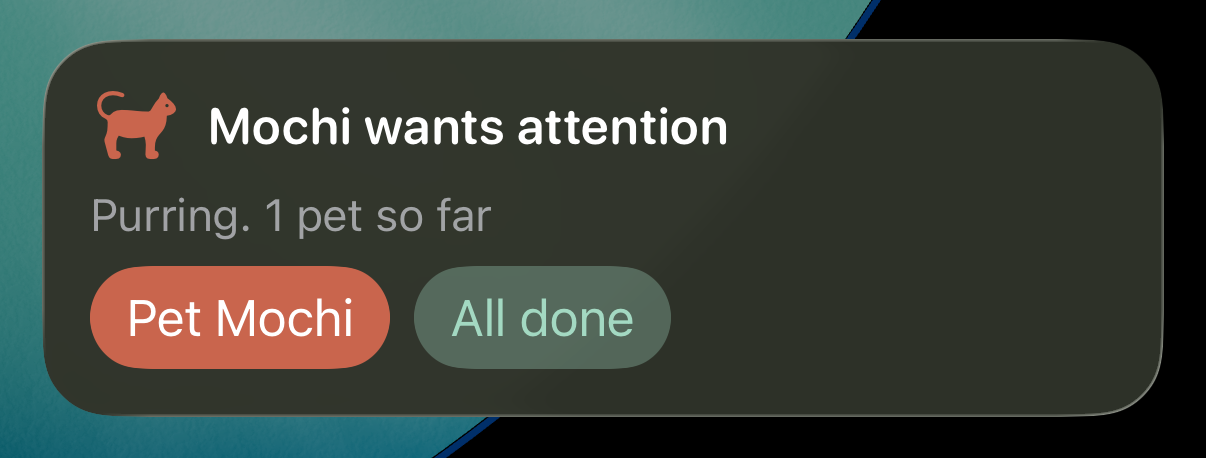 Mochi wants attention
Purring. 1 pet so far
Pet Mochi
All done